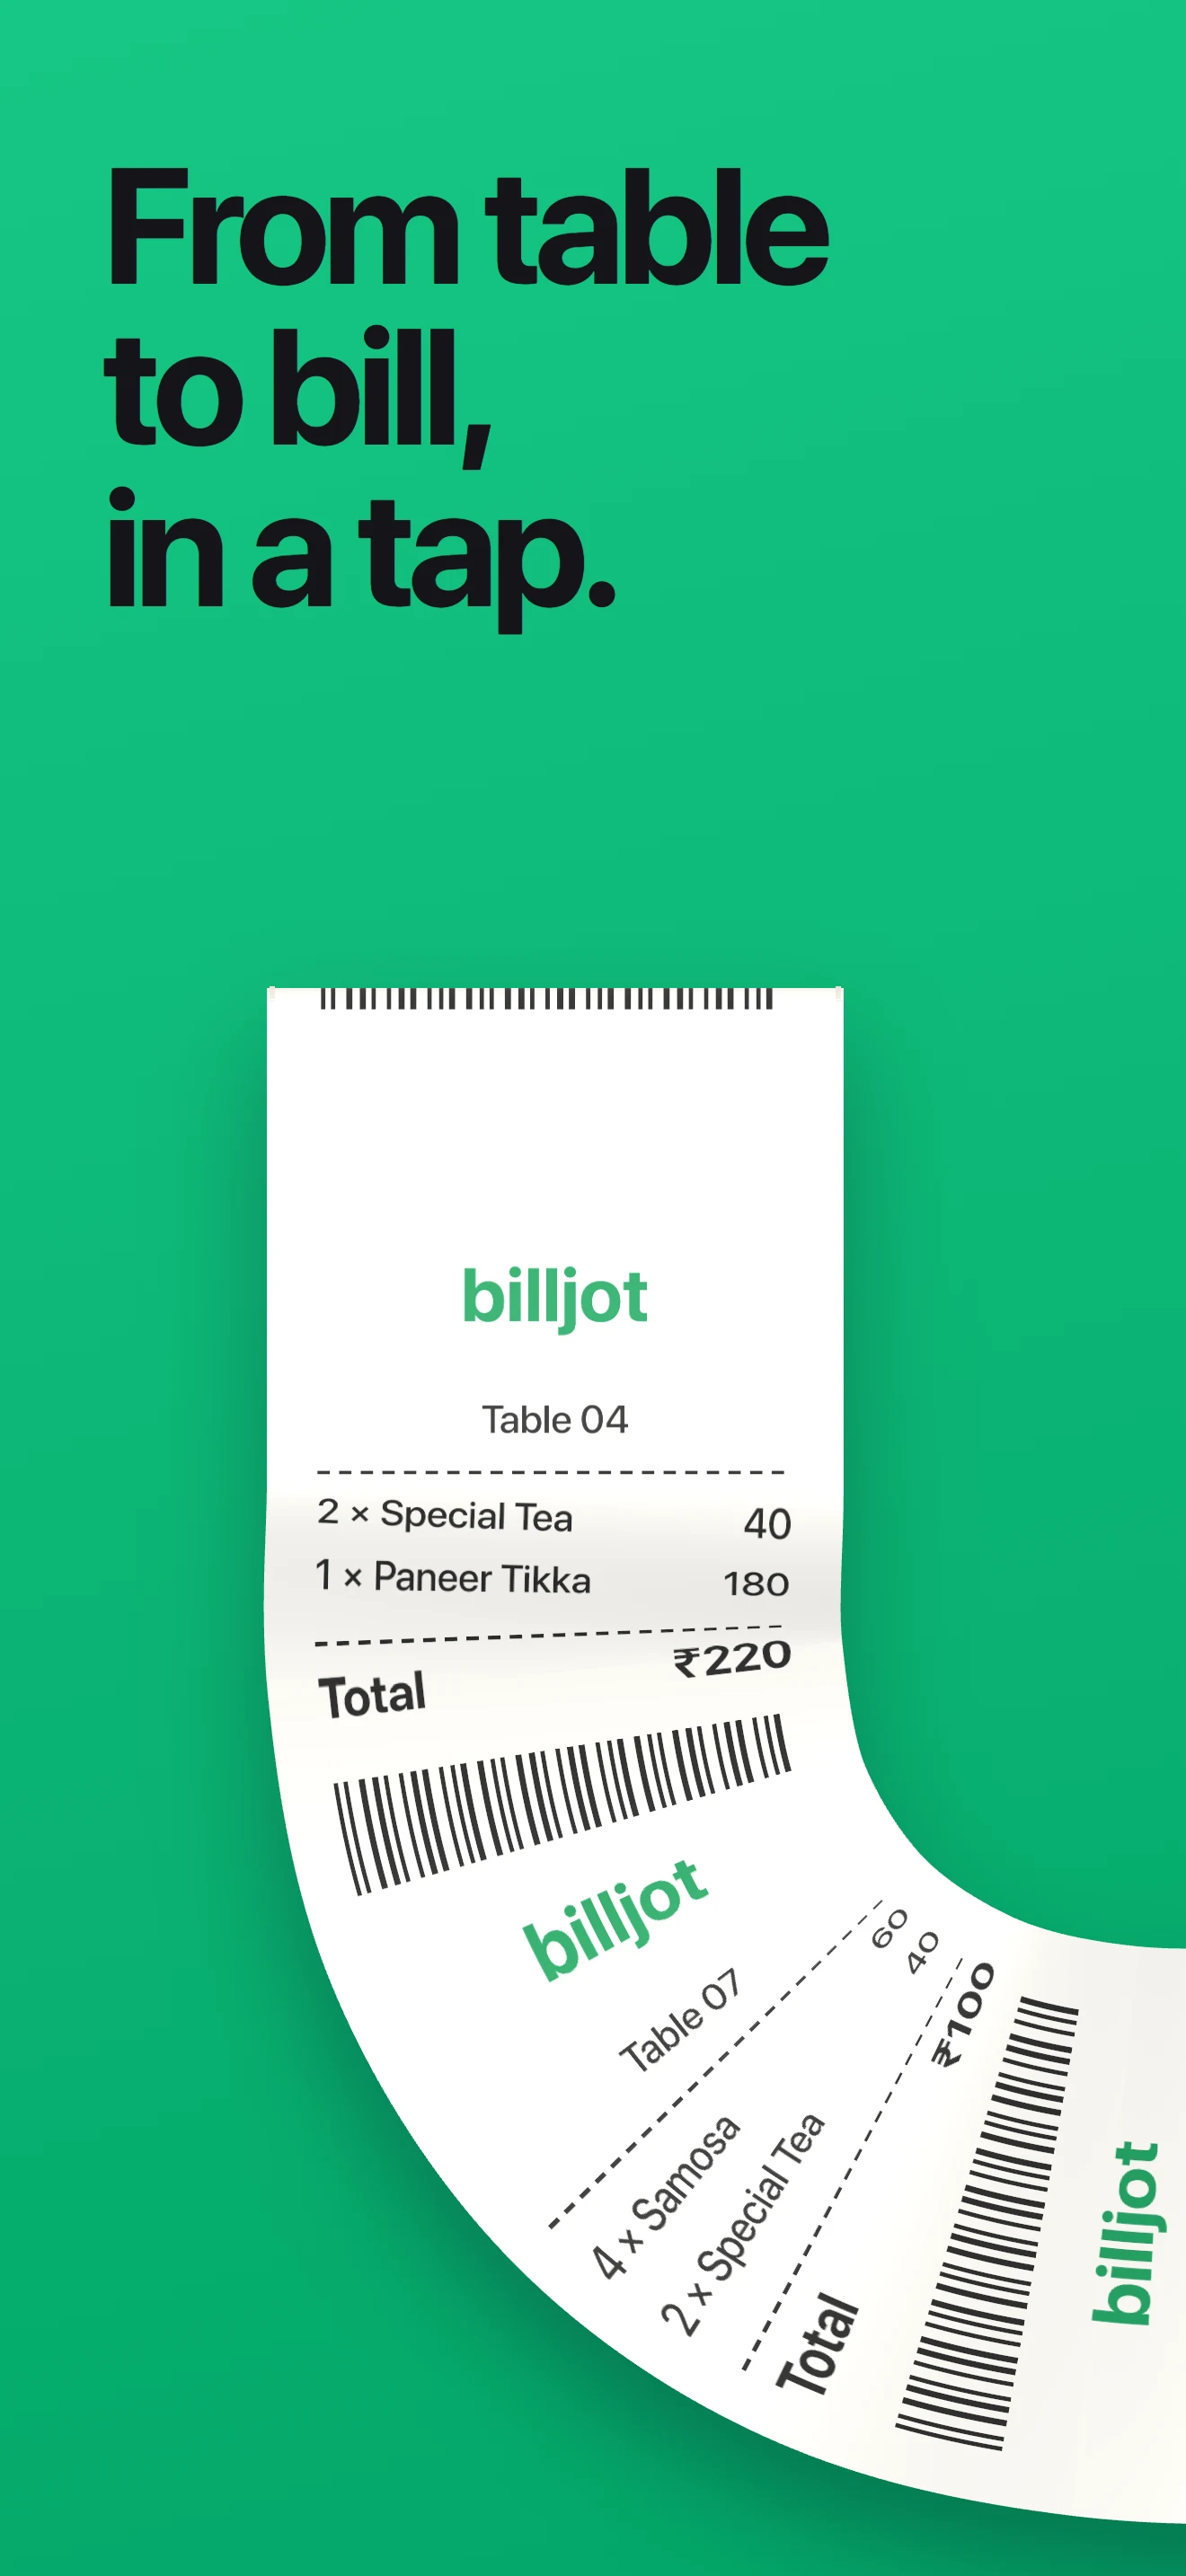 From table
to bill,
in a tap.
billjot
Table 04
2 × Special Tea 40
1 × Paneer Tikka 180
Total ₹220
billjot
Table 07
4 × Samosa 60
2 × Special Tea 40
Total ₹100
billjot